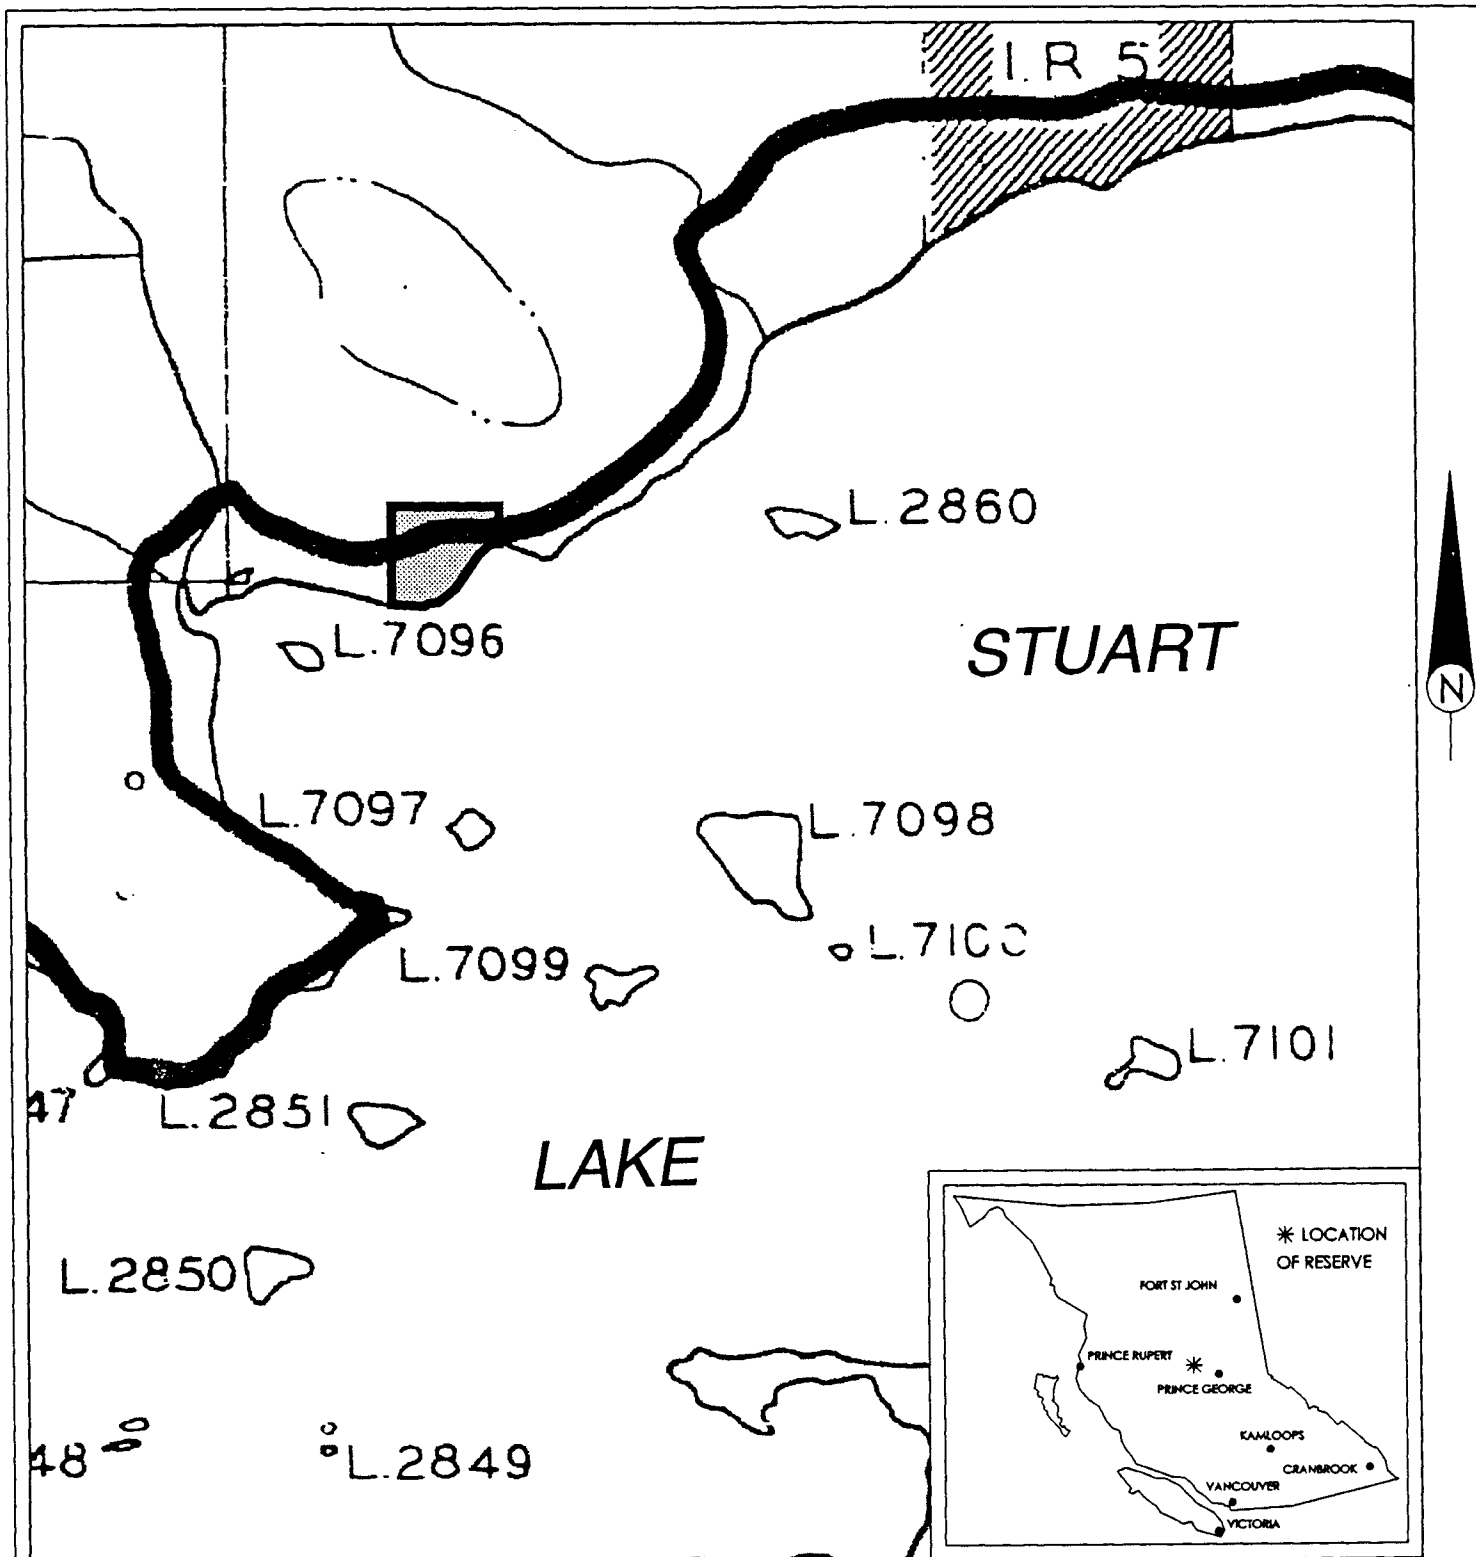 I.R 5
L.2860
L.7096
STUART
N
L.7097
L.7098
L.7100
L.7099
L.7101
47
L.2851
LAKE
L.2850
48
L.2849
LOCATION
OF RESERVE
FORT ST JOHN
PRINCE RUPERT
PRINCE GEORGE
KAMLOOPS
CRANBROOK
VANCOUVER
VICTORIA